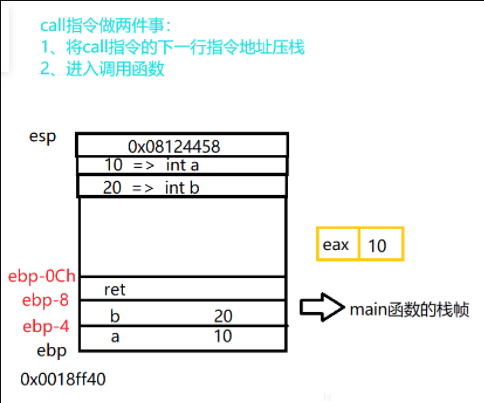 call指令做两件事：
1、将call指令的下一行指令地址压栈
2、进入调用函数
esp
0x08124458
10 => int a
20 => int b
eax 10
ebp-0Ch
ret
ebp-8
b 20
main函数的栈帧
ebp-4
a 10
ebp
0x0018ff40